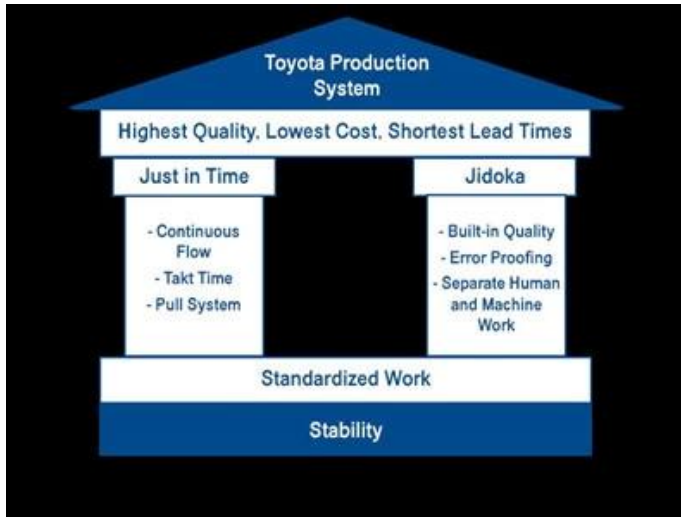 Toyota Production
System
Highest Quality, Lowest Cost, Shortest Lead Times
Just in Time
Jidoka
- Continuous
Flow
- Takt Time
- Pull System
- Built-in Quality
- Error Proofing
- Separate Human
and Machine
Work
Standardized Work
Stability